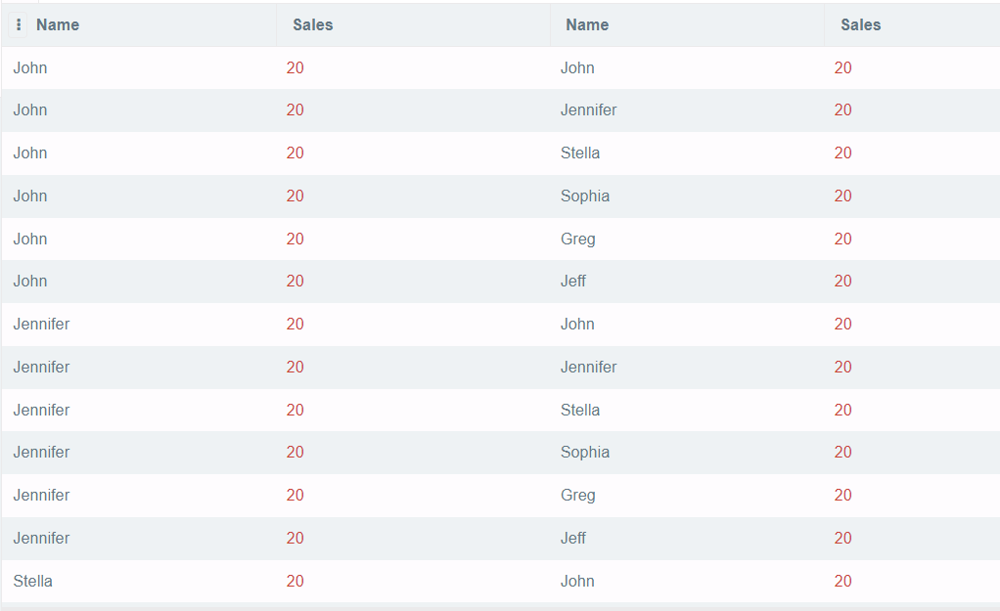 Name Sales Name Sales
John 20 John 20
John 20 Jennifer 20
John 20 Stella 20
John 20 Sophia 20
John 20 Greg 20
John 20 Jeff 20
Jennifer 20 John 20
Jennifer 20 Jennifer 20
Jennifer 20 Stella 20
Jennifer 20 Sophia 20
Jennifer 20 Greg 20
Jennifer 20 Jeff 20
Stella 20 John 20